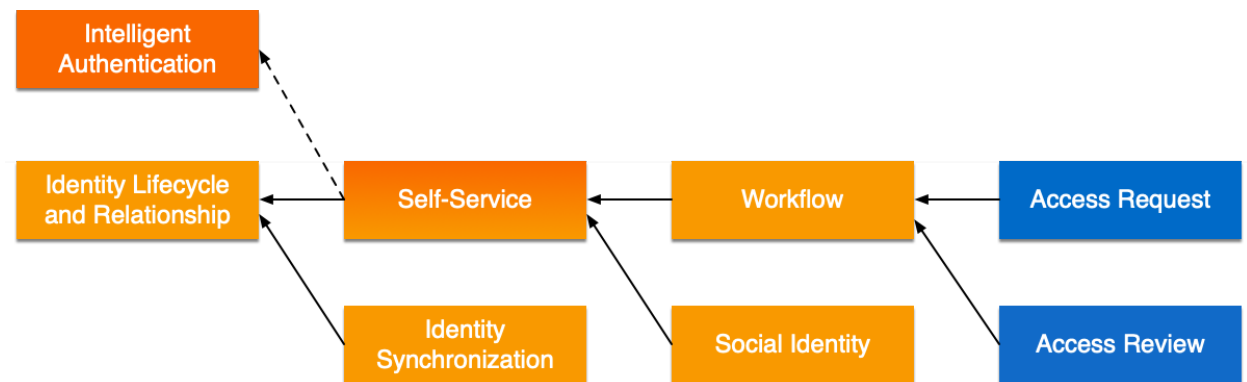 Intelligent
Authentication
Identity Lifecycle
and Relationship
Self-Service
Workflow
Access Request
Identity
Synchronization
Social Identity
Access Review